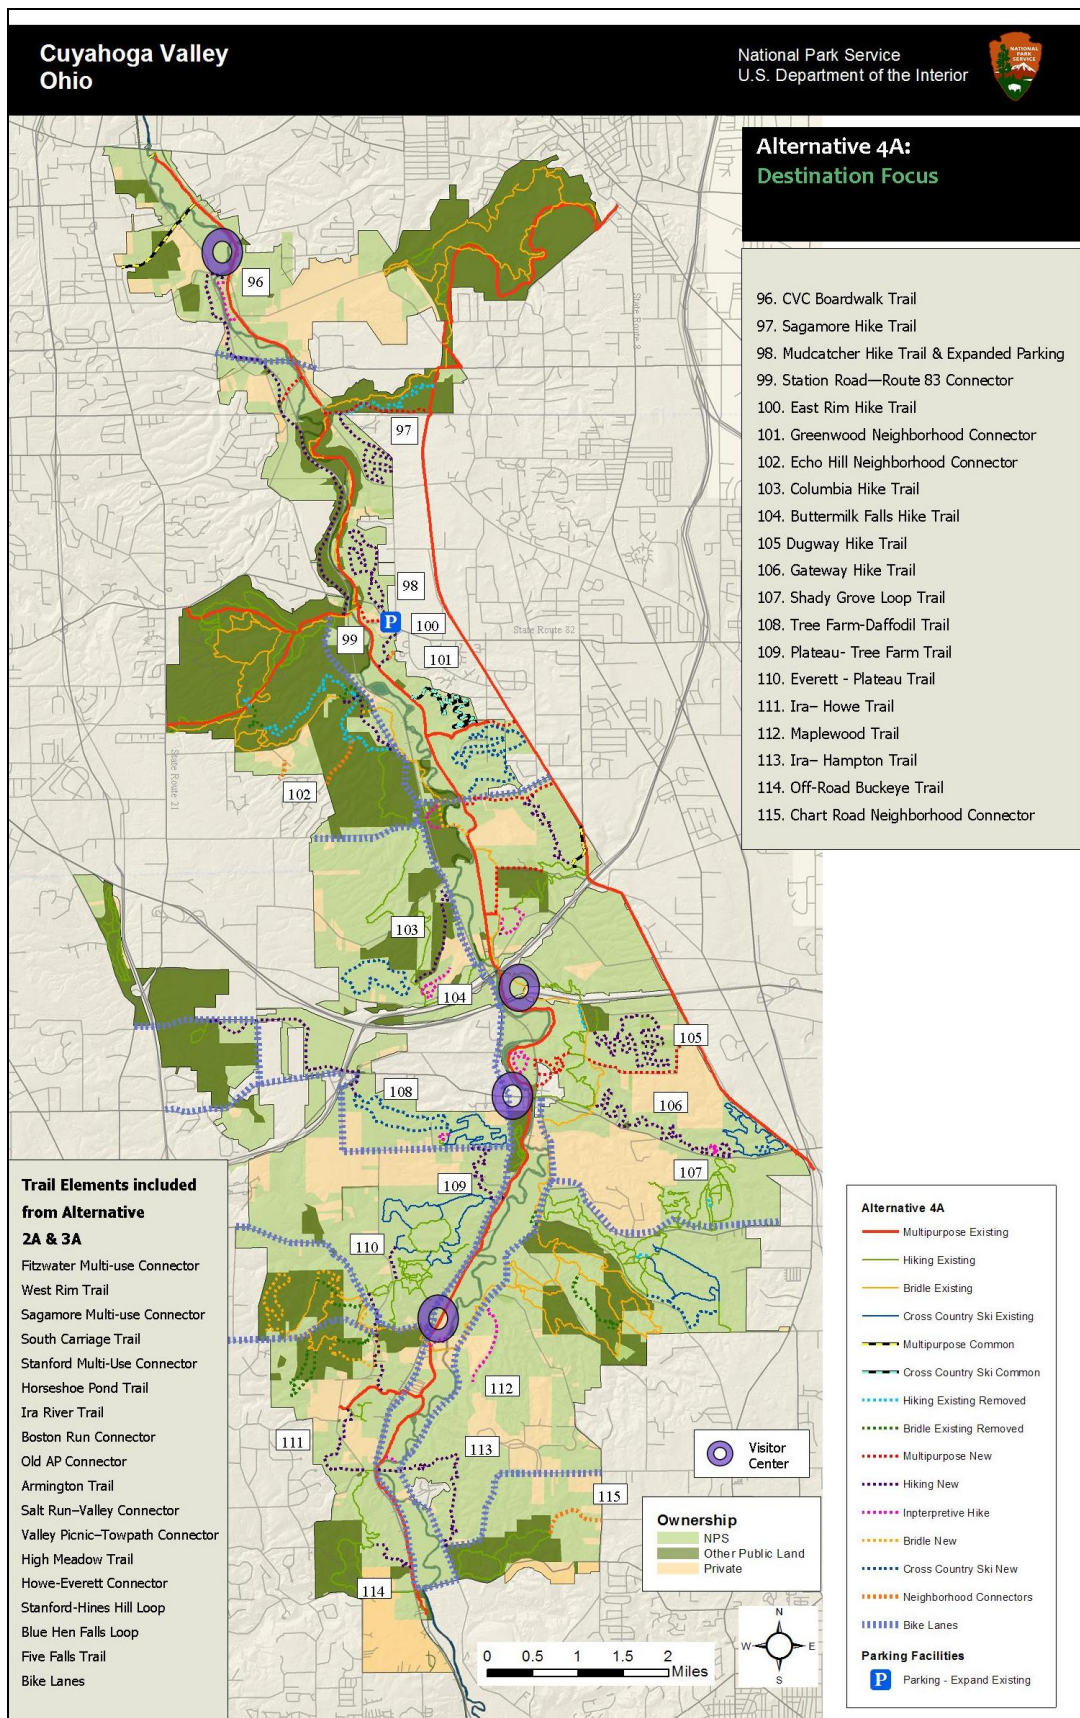 Cuyahoga Valley
Ohio
National Park Service
U.S. Department of the Interior
NATIONAL
PARK
SERVICE
Alternative 4A:
Destination Focus
96. CVC Boardwalk Trail
97. Sagamore Hike Trail
98. Mudcatcher Hike Trail & Expanded Parking
99. Station Road—Route 83 Connector
100. East Rim Hike Trail
101. Greenwood Neighborhood Connector
102. Echo Hill Neighborhood Connector
103. Columbia Hike Trail
104. Buttermilk Falls Hike Trail
105 Dugway Hike Trail
106. Gateway Hike Trail
107. Shady Grove Loop Trail
108. Tree Farm-Daffodil Trail
109. Plateau- Tree Farm Trail
110. Everett - Plateau Trail
111. Ira– Howe Trail
112. Maplewood Trail
113. Ira– Hampton Trail
114. Off-Road Buckeye Trail
115. Chart Road Neighborhood Connector
96
State Route 8
97
98
P
100
99
State Route 82
101
State Route 21
102
103
104
105
108
106
107
109
110
112
111
113
115
114
Trail Elements included
from Alternative
2A & 3A
Fitzwater Multi-use Connector
West Rim Trail
Sagamore Multi-use Connector
South Carriage Trail
Stanford Multi-Use Connector
Horseshoe Pond Trail
Ira River Trail
Boston Run Connector
Old AP Connector
Armington Trail
Salt Run–Valley Connector
Valley Picnic–Towpath Connector
High Meadow Trail
Howe-Everett Connector
Stanford-Hines Hill Loop
Blue Hen Falls Loop
Five Falls Trail
Bike Lanes
Visitor
Center
Ownership
NPS
Other Public Land
Private
0 0.5 1 1.5 2
Miles
N
W E
S
Alternative 4A
Multipurpose Existing
Hiking Existing
Bridle Existing
Cross Country Ski Existing
Multipurpose Common
Cross Country Ski Common
Hiking Existing Removed
Bridle Existing Removed
Multipurpose New
Hiking New
Inpterpretive Hike
Bridle New
Cross Country Ski New
Neighborhood Connectors
Bike Lanes
Parking Facilities
P Parking - Expand Existing